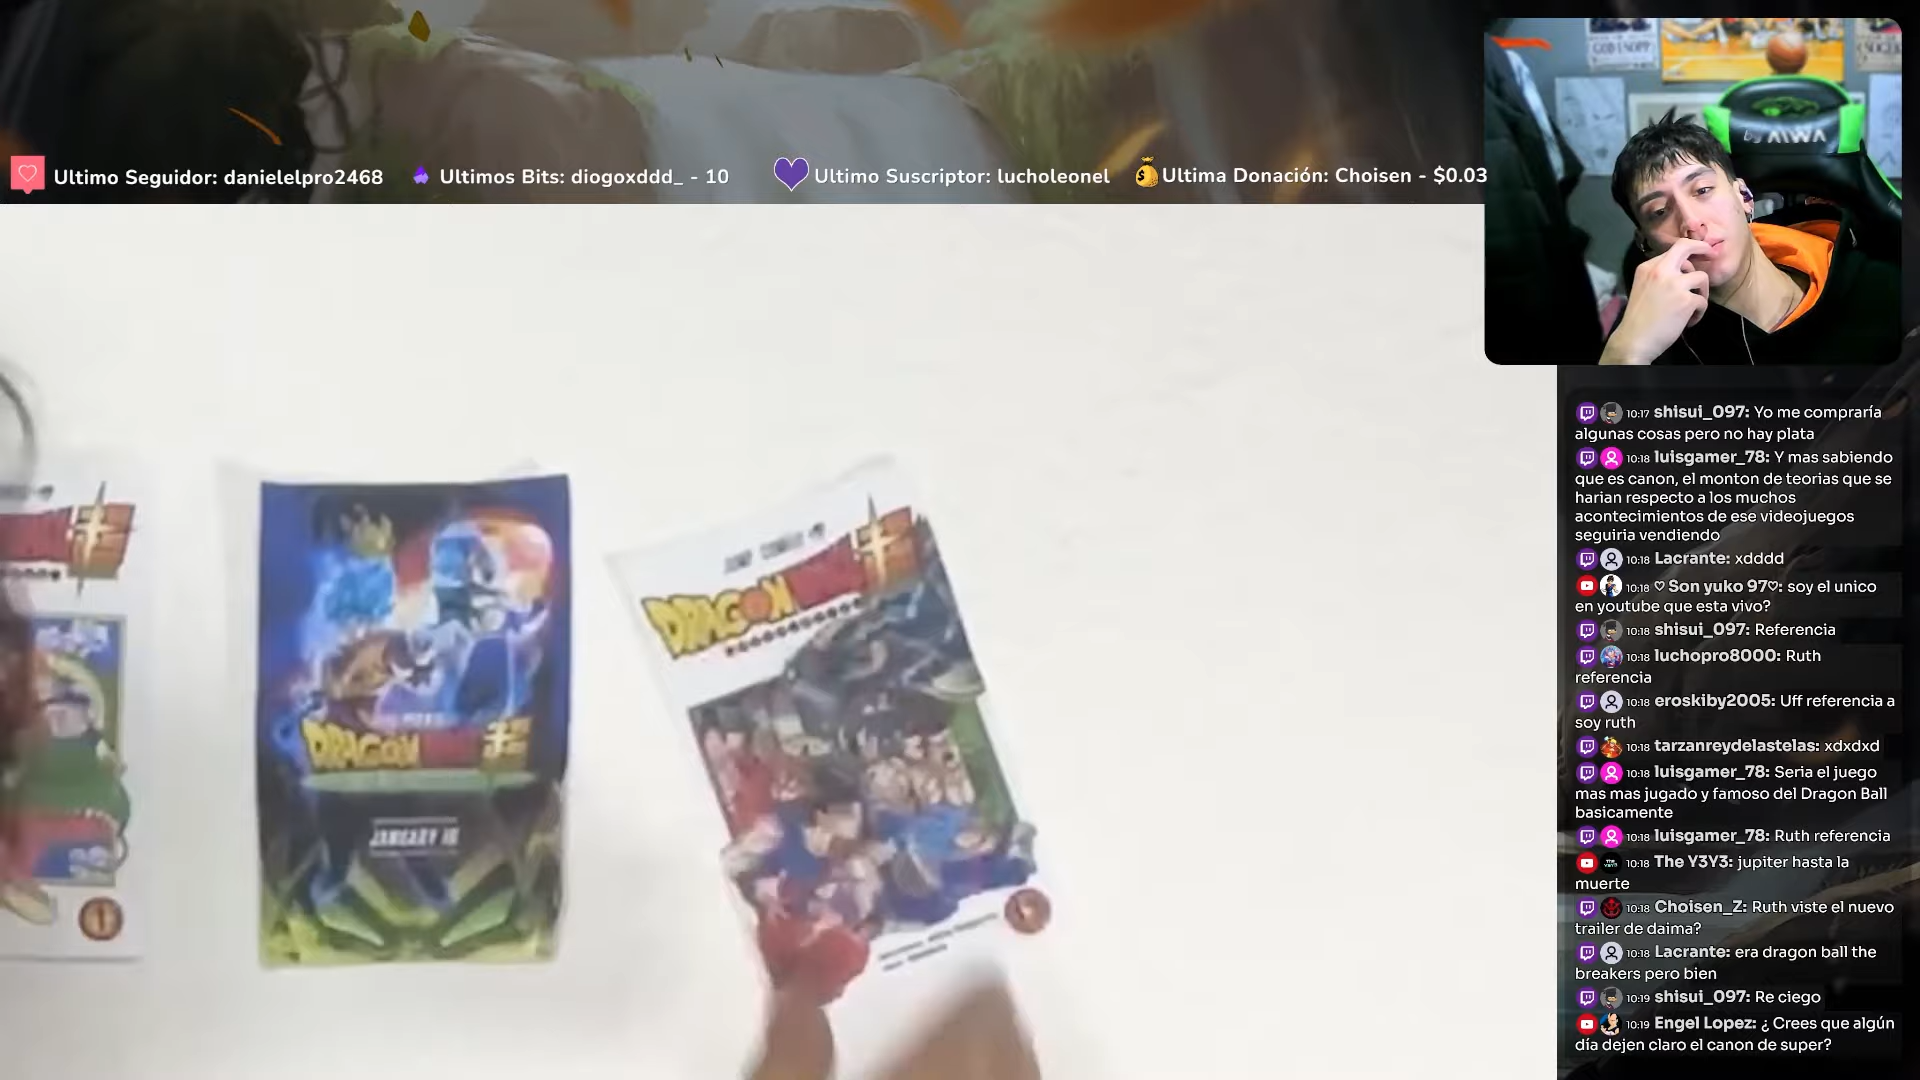 GOD USOPP
by AIWA
Ultimo Seguidor: danielelpro2468
Ultimos Bits: diogoxddd_ - 10
Ultimo Suscriptor: lucholeonel
Ultima Donación: Choisen - $0.03
DRAGON
DRAGON
JANUARY 16
10:17 shisui_097: Yo me compraría
algunas cosas pero no hay plata
10:18 luisgamer_78: Y mas sabiendo
que es canon, el monton de teorias que se
harian respecto a los muchos
acontecimientos de ese videojuegos
seguiria vendiendo
10:18 Lacrante: xdddd
10:18 ♡ Son yuko 97♡: soy el unico
en youtube que esta vivo?
10:18 shisui_097: Referencia
10:18 luchopro8000: Ruth
referencia
10:18 eroskiby2005: Uff referencia a
soy ruth
10:18 tarzanreydelastelas: xdxdxd
10:18 luisgamer_78: Seria el juego
mas mas jugado y famoso del Dragon Ball
basicamente
10:18 luisgamer_78: Ruth referencia
10:18 The Y3Y3: jupiter hasta la
muerte
10:18 Choisen_Z: Ruth viste el nuevo
trailer de daima?
10:18 Lacrante: era dragon ball the
breakers pero bien
10:19 shisui_097: Re ciego
10:19 Engel Lopez: ¿ Crees que algún
día dejen claro el canon de super?